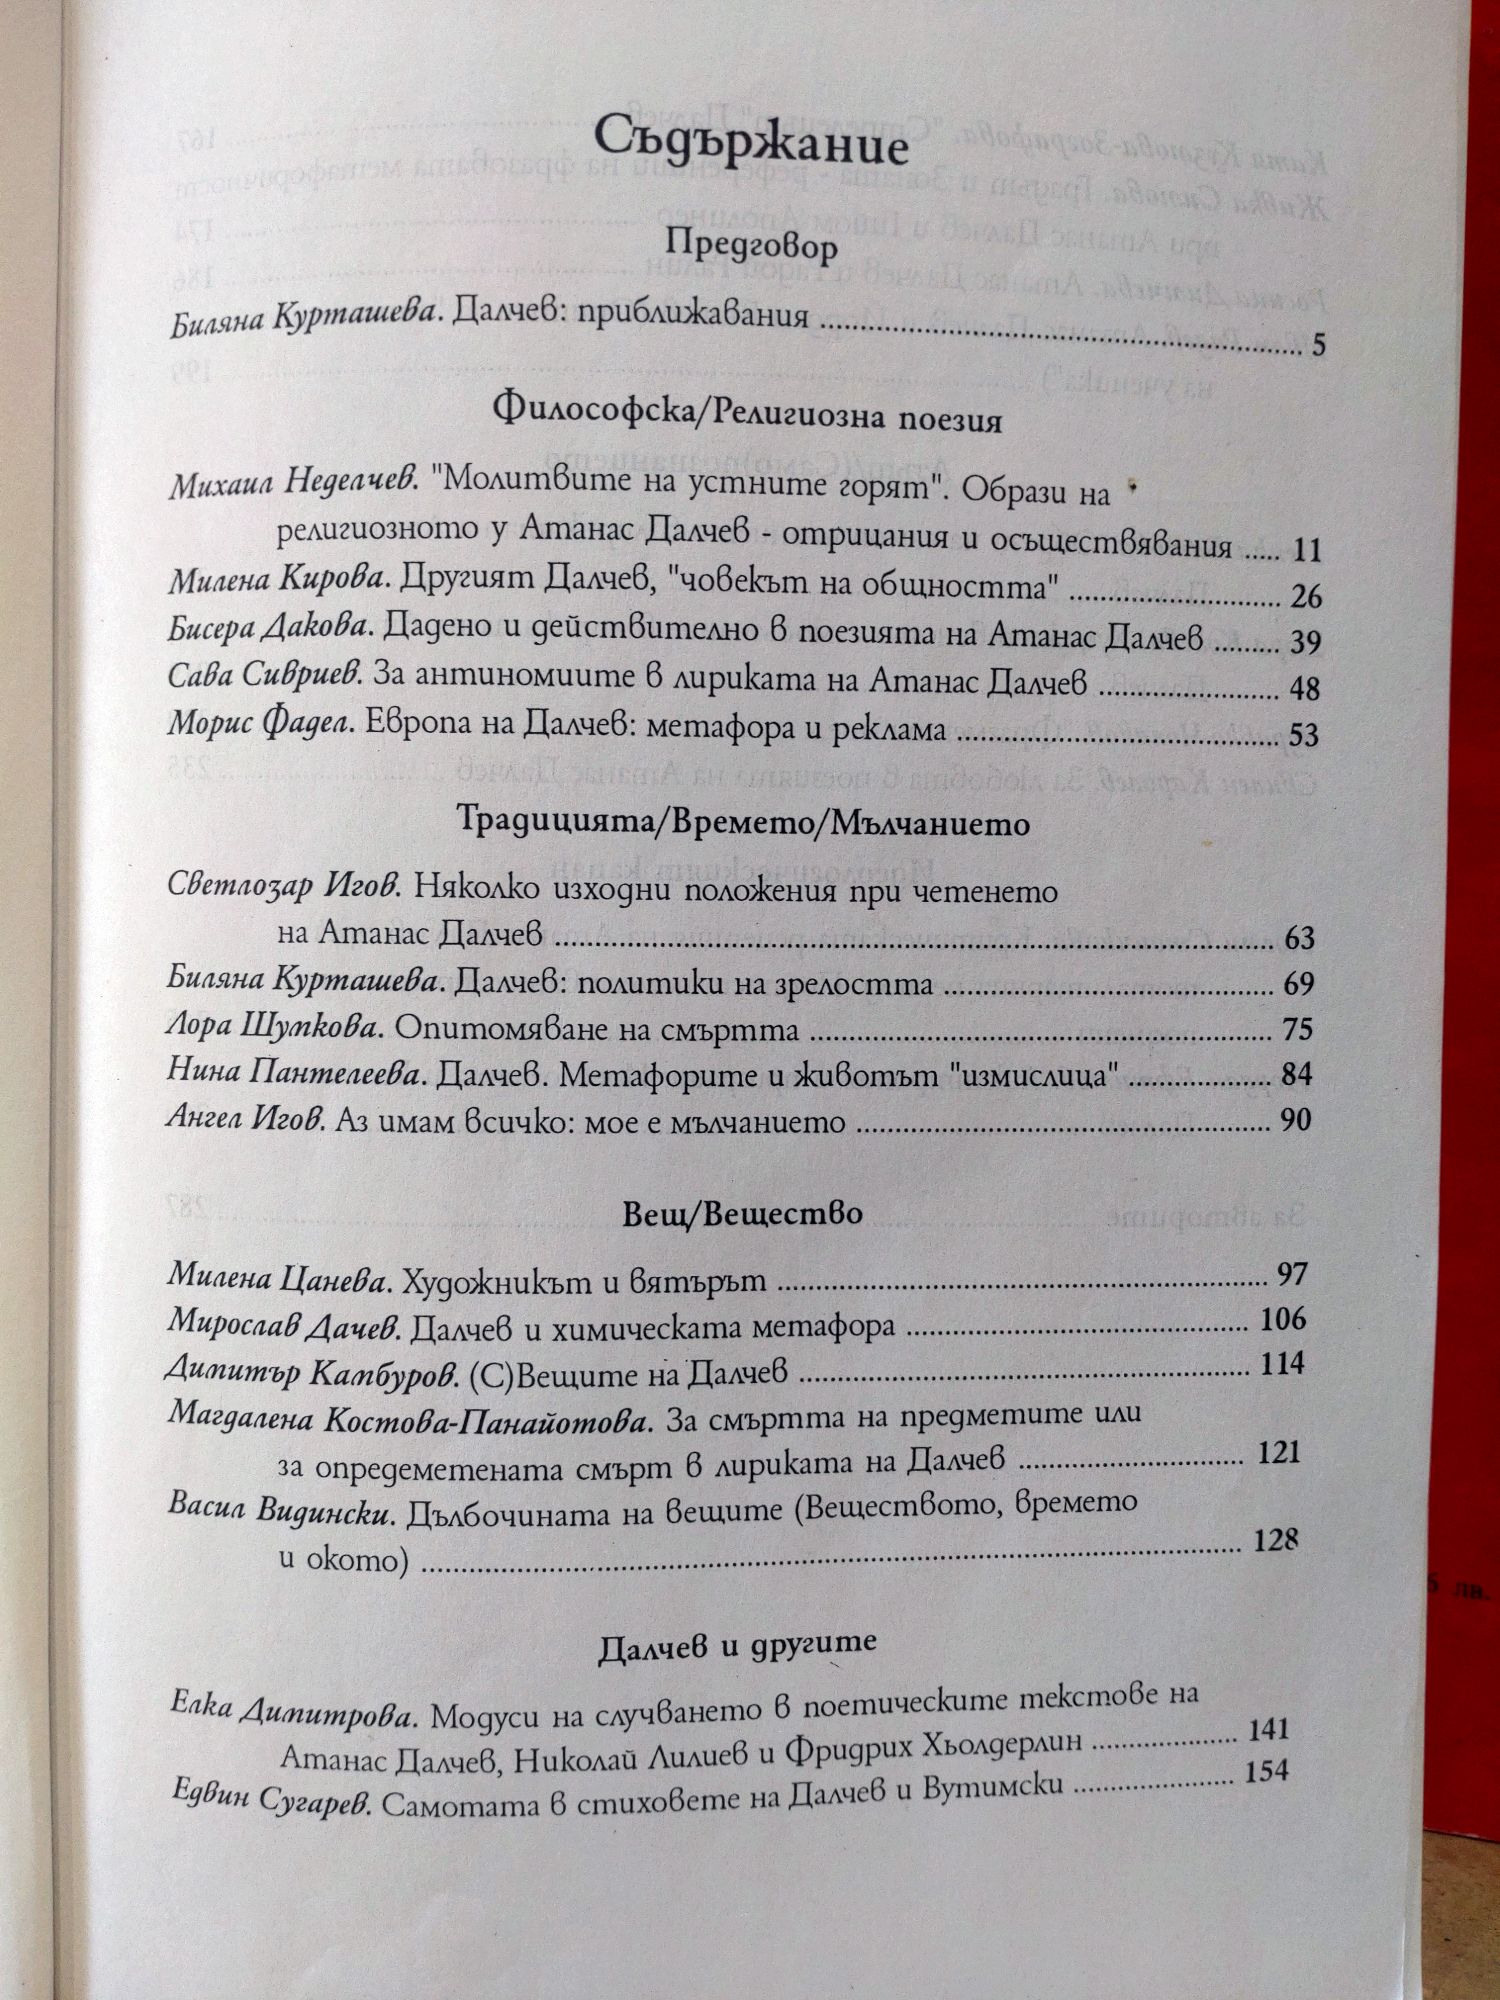 Съдържание
Предговор
Биляна Курташева. Далчев: приближавания ..... 5
Философска/Религиозна поезия
Михаил Неделчев. "Молитвите на устните горят". Образи на
религиозното у Атанас Далчев - отрицания и осъществявания ..... 11
Милена Кирова. Другият Далчев, "човекът на общността" ..... 26
Бисера Дакова. Дадено и действително в поезията на Атанас Далчев ..... 39
Сава Сивриев. За антиномиите в лириката на Атанас Далчев ..... 48
Морис Фадел. Европа на Далчев: метафора и реклама ..... 53
Традицията/Времето/Мълчанието
Светлозар Игов. Няколко изходни положения при четенето
на Атанас Далчев ..... 63
Биляна Курташева. Далчев: политики на зрелостта ..... 69
Лора Шумкова. Опитомяване на смъртта ..... 75
Нина Пантелеева. Далчев. Метафорите и животът "измислица" ..... 84
Ангел Игов. Аз имам всичко: мое е мълчанието ..... 90
Вещ/Вещество
Милена Цанева. Художникът и вятърът ..... 97
Мирослав Дачев. Далчев и химическата метафора ..... 106
Димитър Камбуров. (С)Вещите на Далчев ..... 114
Магдалена Костова-Панайотова. За смъртта на предметите или
за опредеметената смърт в лириката на Далчев ..... 121
Васил Видински. Дълбочината на вещите (Веществото, времето
и окото) ..... 128
Далчев и другите
Елка Димитрова. Модуси на случването в поетическите текстове на
Атанас Далчев, Николай Лилиев и Фридрих Хьолдерлин ..... 141
Едвин Сугарев. Самотата в стиховете на Далчев и Вутимски ..... 154
лв.